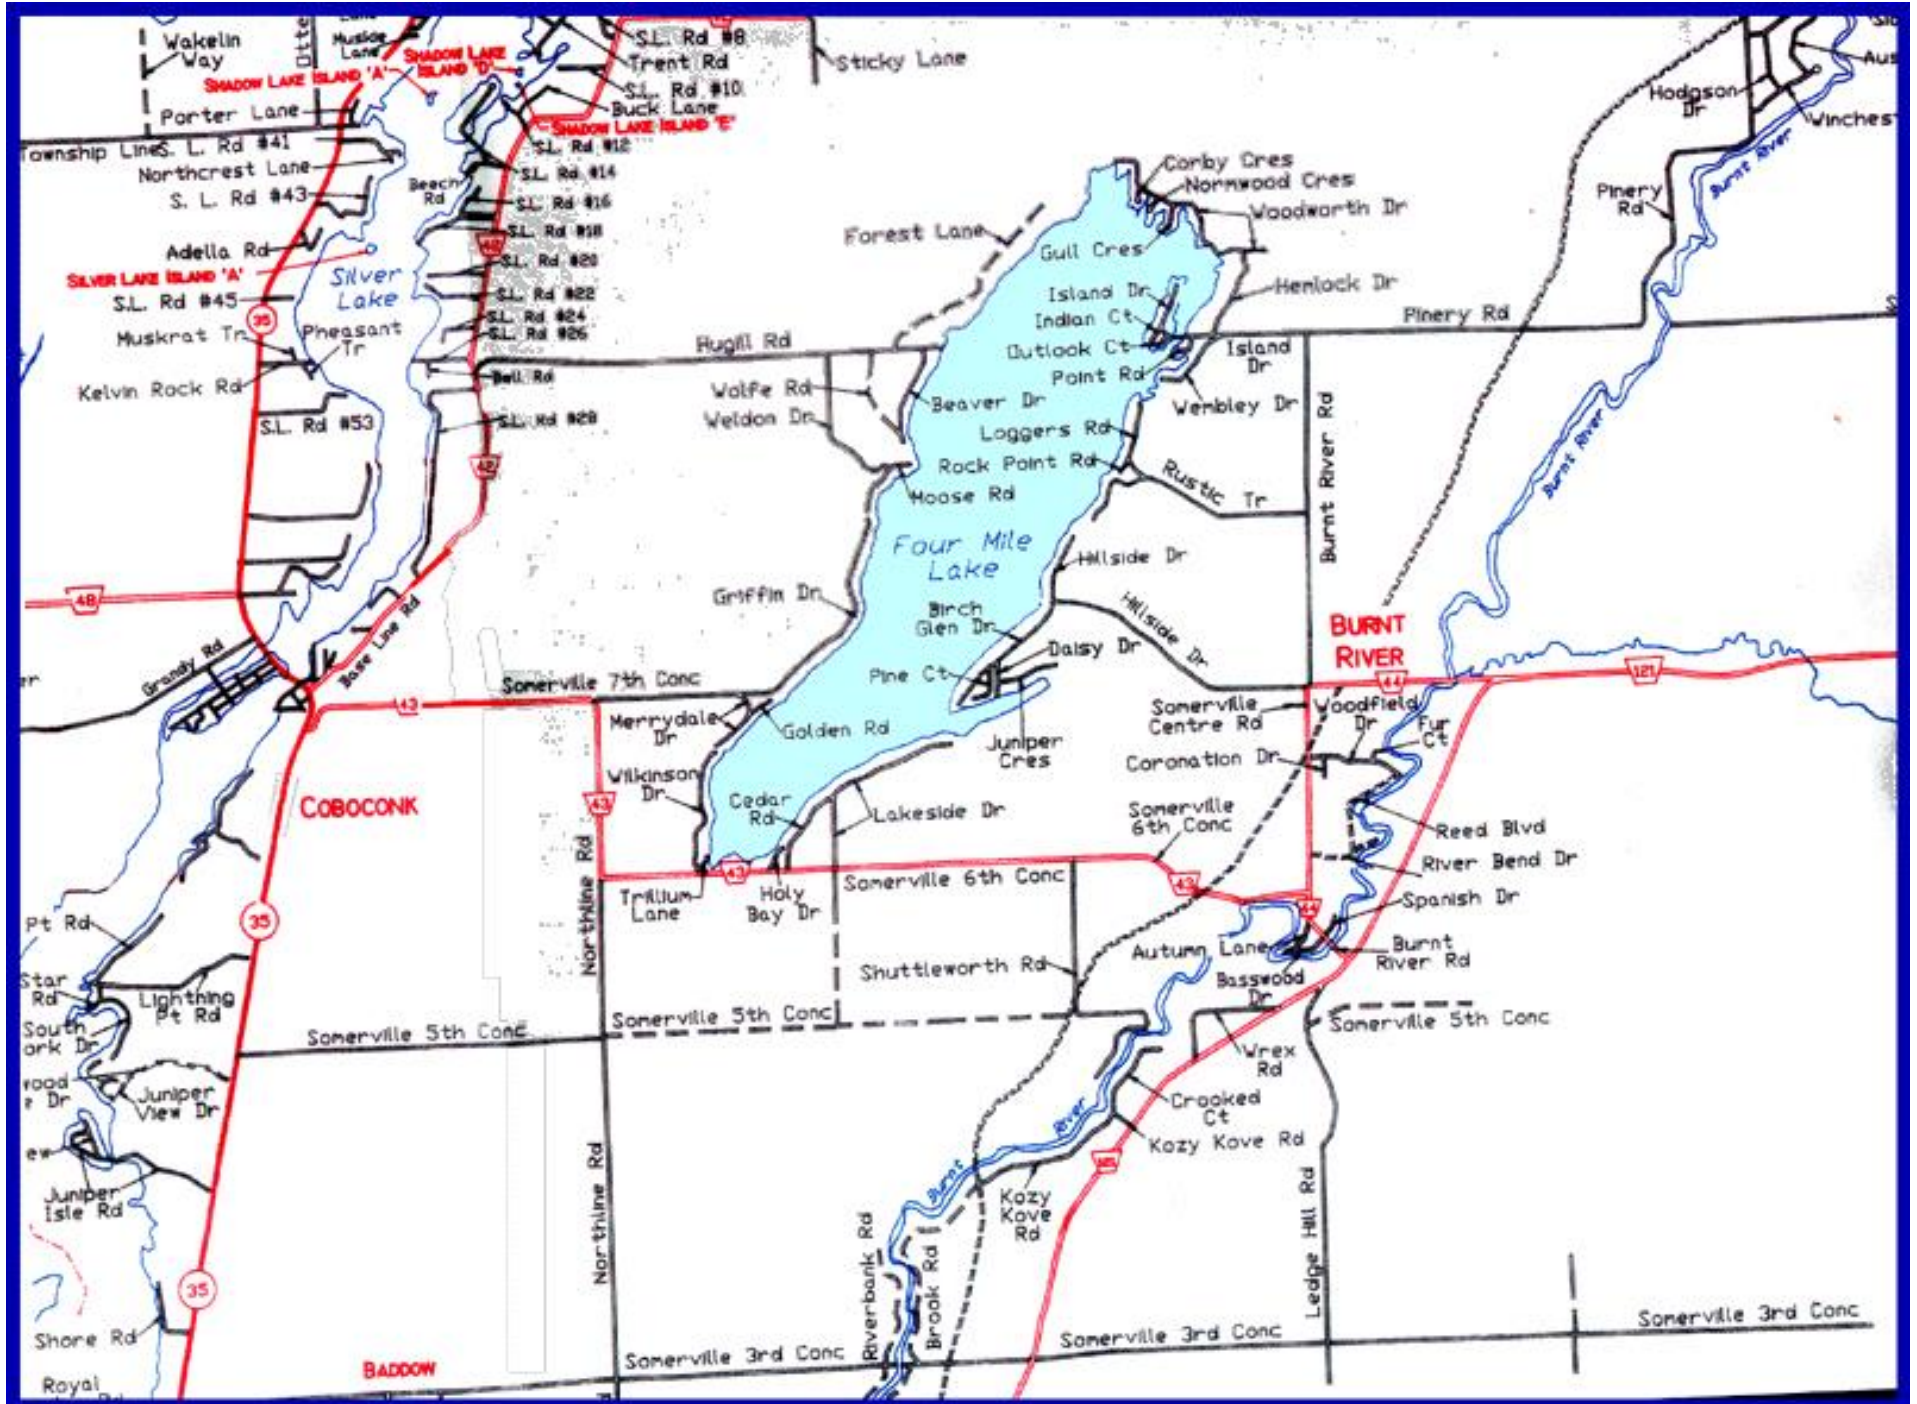 Wakelin
Way
Muskie
Lane
SHADOW LAKE
ISLAND 'D'
SHADOW LAKE ISLAND 'A'
Porter Lane
Township Line
S. L. Rd #41
Northcrest Lane
S. L. Rd #43
Adella Rd
SILVER LAKE ISLAND 'A'
S.L. Rd #45
Muskrat Tr
Pheasant
Tr
Kelvin Rock Rd
S.L. Rd #53
Silver
Lake
Beech
Rd
S.L. Rd #8
Trent Rd
S.L. Rd #10
Buck Lane
SHADOW LAKE ISLAND 'E'
S.L. Rd #12
S.L. Rd #14
S.L. Rd #16
S.L. Rd #18
S.L. Rd #20
S.L. Rd #22
S.L. Rd #24
S.L. Rd #26
Ball Rd
S.L. Rd #28
Sticky Lane
Hodgson
Dr
Burnt River
Pinery
Rd
Corby Cres
Normwood Cres
Woodworth Dr
Forest Lane
Gull Cres
Island Dr
Hemlock Dr
Indian Ct
Pinery Rd
Outlook Ct
Island
Dr
Point Rd
Hugill Rd
Wolfe Rd
Beaver Dr
Wembley Dr
Weldon Dr
Loggers Rd
Rock Point Rd
Rustic Tr
Moose Rd
Burnt River Rd
Burnt River
Four Mile
Lake
Hillside Dr
Griffin Dr
Birch
Glen Dr
Hillside Dr
Daisy Dr
Pine Ct
BURNT
RIVER
35
42
42
48
Grandy Rd
Base Line Rd
Somerville 7th Conc
43
44
121
Merrydale
Dr
Golden Rd
Juniper
Cres
Somerville
Centre Rd
Woodfield
Dr
Fur
Ct
Coronation Dr
Wilkinson
Dr
Cedar
Rd
Lakeside Dr
Somerville
6th Conc
Reed Blvd
River Bend Dr
COBOCONK
43
Northline Rd
43
Somerville 6th Conc
43
44
Trillium
Lane
Holy
Bay Dr
Spanish Dr
35
Pt Rd
Autumn Lane
Burnt
River Rd
Shuttleworth Rd
Basswood
Dr
Star
Rd
Lightning
Pt Rd
South
Somerville 5th Conc
Somerville 5th Conc
Somerville 5th Conc
Wrex
Rd
Juniper
View Dr
Crooked
Ct
Burnt River
Kozy Kove Rd
Juniper
Isle Rd
Northline Rd
Kozy
Kove
Rd
Riverbank Rd
Brook Rd
Ledge Hill Rd
35
Shore Rd
Somerville 3rd Conc
Somerville 3rd Conc
Somerville 3rd Conc
BADDOW
Royal